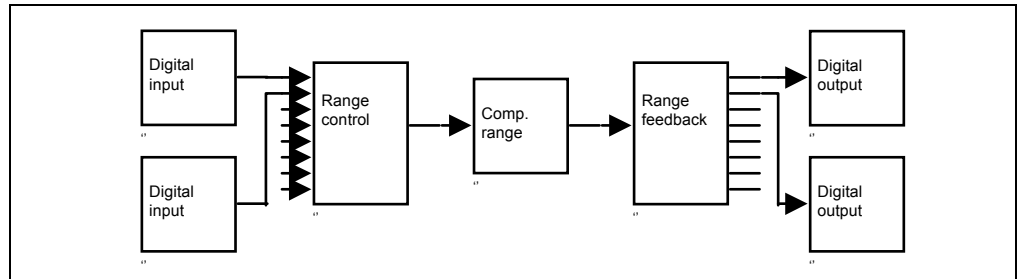 Digital
input
Range
control
Comp.
range
Range
feedback
Digital
output
Digital
input
Digital
output